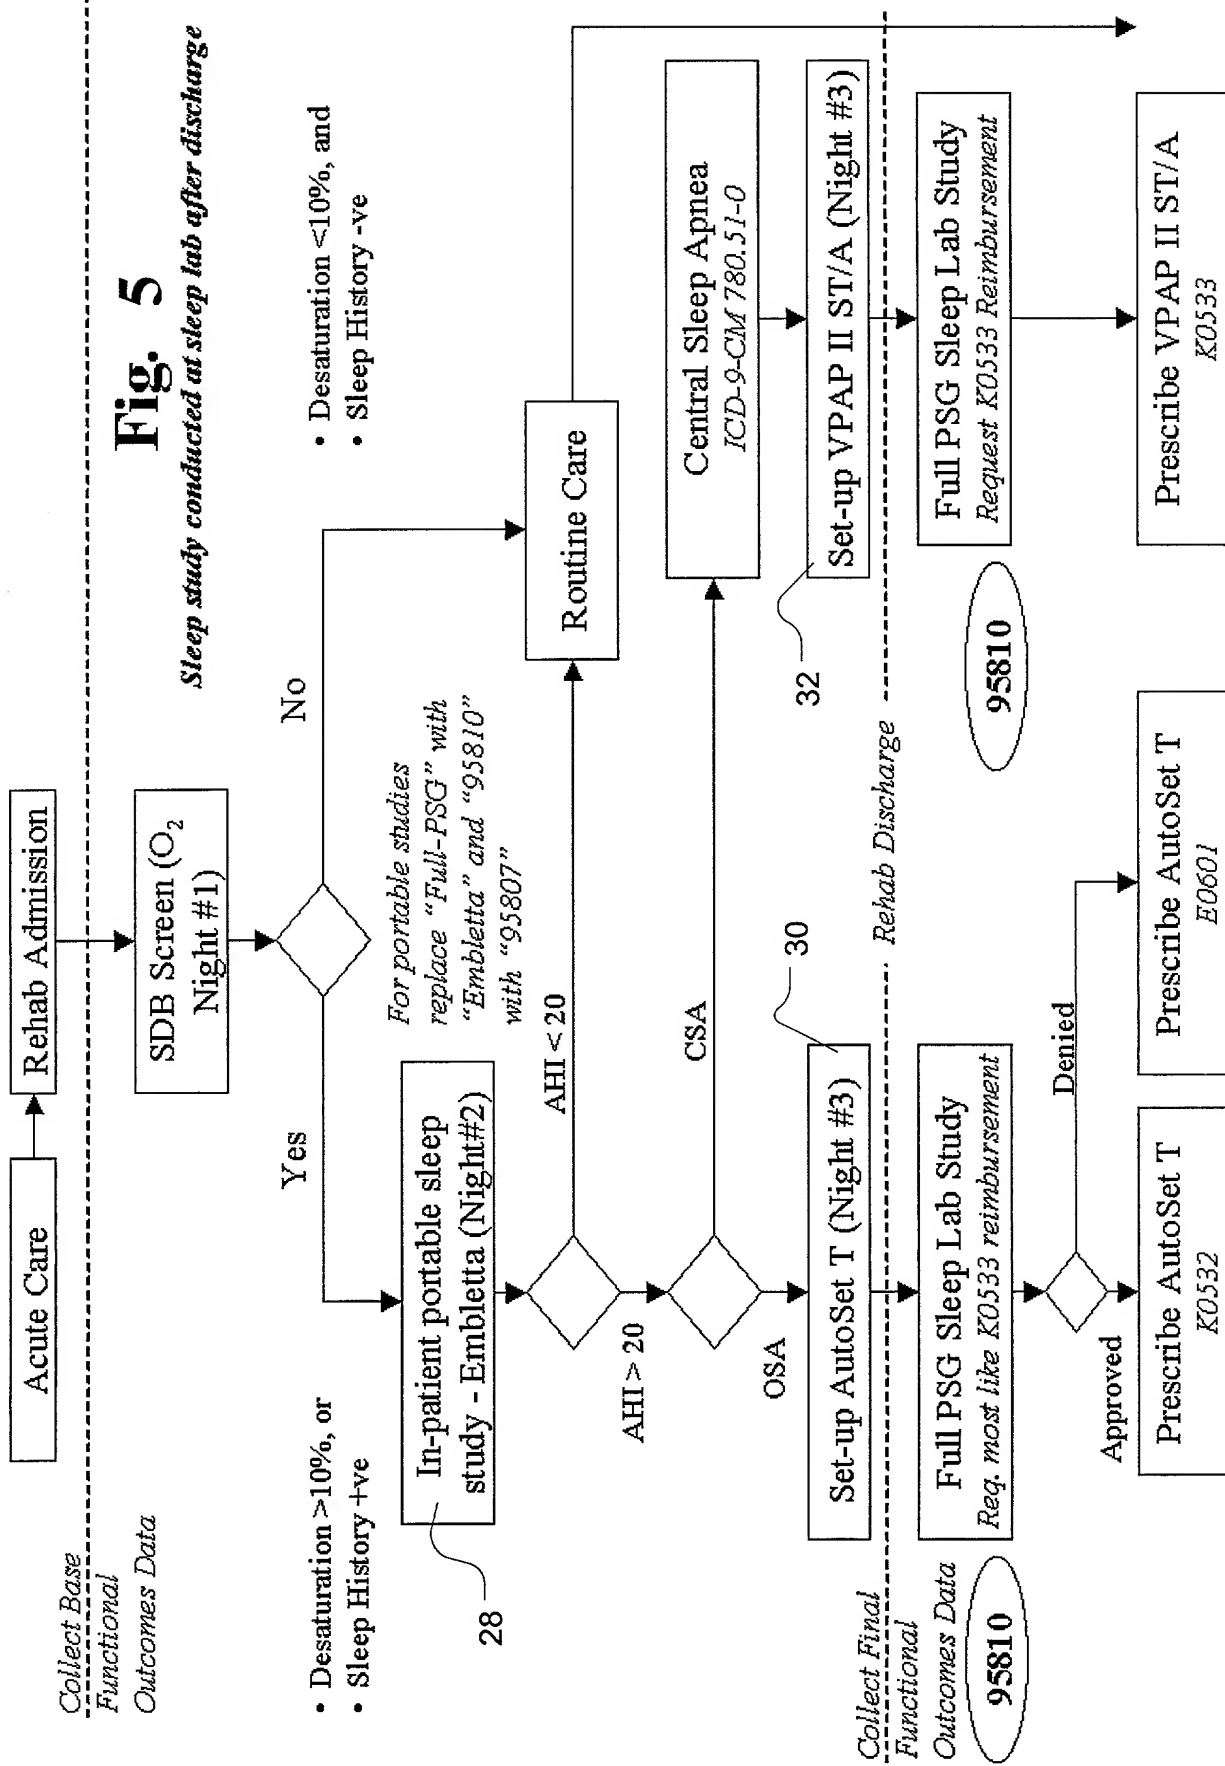 Acute Care
Rehab Admission
Collect Base
Functional
Outcomes Data
Fig. 5
Sleep study conducted at sleep lab after discharge
SDB Screen (O₂
Night #1)
Yes
No
• Desaturation >10%, or
• Sleep History +ve
• Desaturation <10%, and
• Sleep History -ve
28
In-patient portable sleep
study - Embletta (Night#2)
For portable studies
replace "Full-PSG" with
"Embletta" and "95810"
with "95807"
AHI < 20
Routine Care
AHI > 20
CSA
Central Sleep Apnea
ICD-9-CM 780.51-0
OSA
30
32
Set-up AutoSet T (Night #3)
Set-up VPAP II ST/A (Night #3)
Collect Final
Functional
Outcomes Data
Rehab Discharge
95810
Full PSG Sleep Lab Study
Req. most like K0533 reimbursement
95810
Full PSG Sleep Lab Study
Request K0533 Reimbursement
Approved
Denied
Prescribe AutoSet T
K0532
Prescribe AutoSet T
E0601
Prescribe VPAP II ST/A
K0533